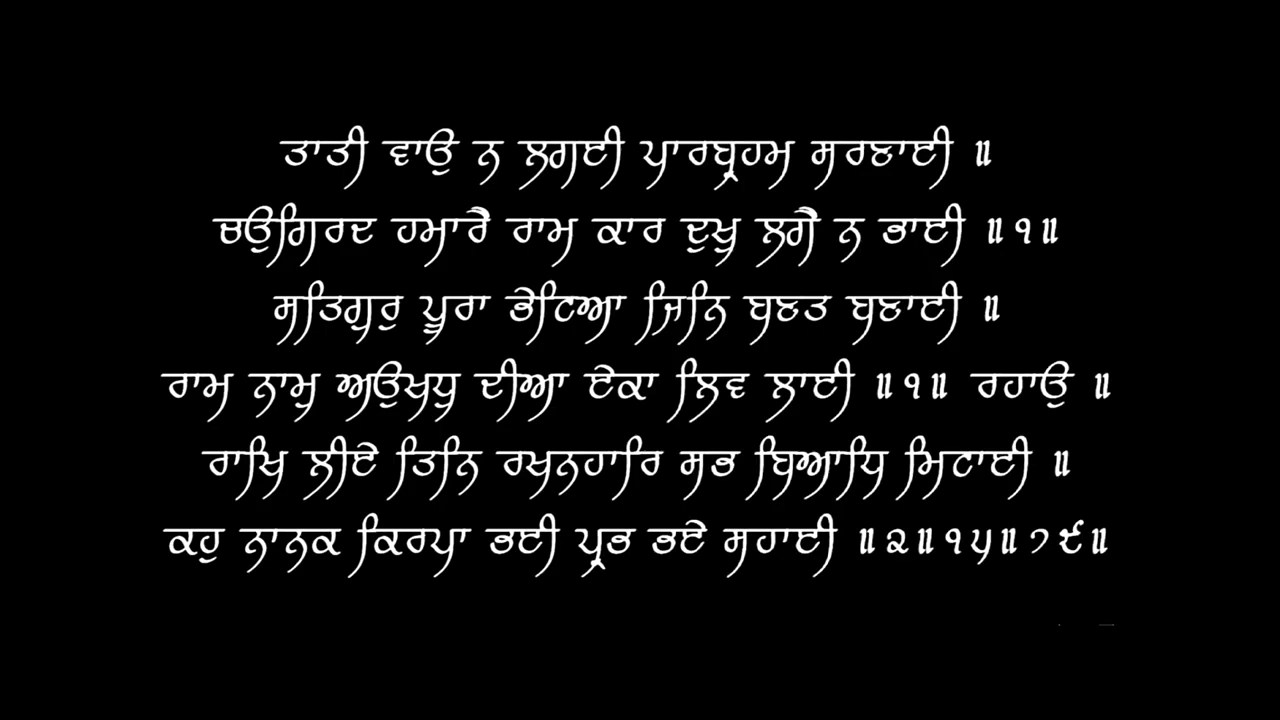 ਤਾਤੀ ਵਾਉ ਨ ਲਗਈ ਪਾਰਬ੍ਰਹਮ ਸਰਣਾਈ ॥
ਚਉਗਿਰਦ ਹਮਾਰੈ ਰਾਮ ਕਾਰ ਦੁਖੁ ਲਗੈ ਨ ਭਾਈ ॥੧॥
ਸਤਿਗੁਰੁ ਪੂਰਾ ਭੇਟਿਆ ਜਿਨਿ ਬਣਤ ਬਣਾਈ ॥
ਰਾਮ ਨਾਮੁ ਅਉਖਧੁ ਦੀਆ ਏਕਾ ਲਿਵ ਲਾਈ ॥੧॥ ਰਹਾਉ ॥
ਰਾਖਿ ਲੀਏ ਤਿਨਿ ਰਖਨਹਾਰਿ ਸਭ ਬਿਆਧਿ ਮਿਟਾਈ ॥
ਕਹੁ ਨਾਨਕ ਕਿਰਪਾ ਭਈ ਪ੍ਰਭ ਭਏ ਸਹਾਈ ॥੨॥੧੫॥੭੯॥